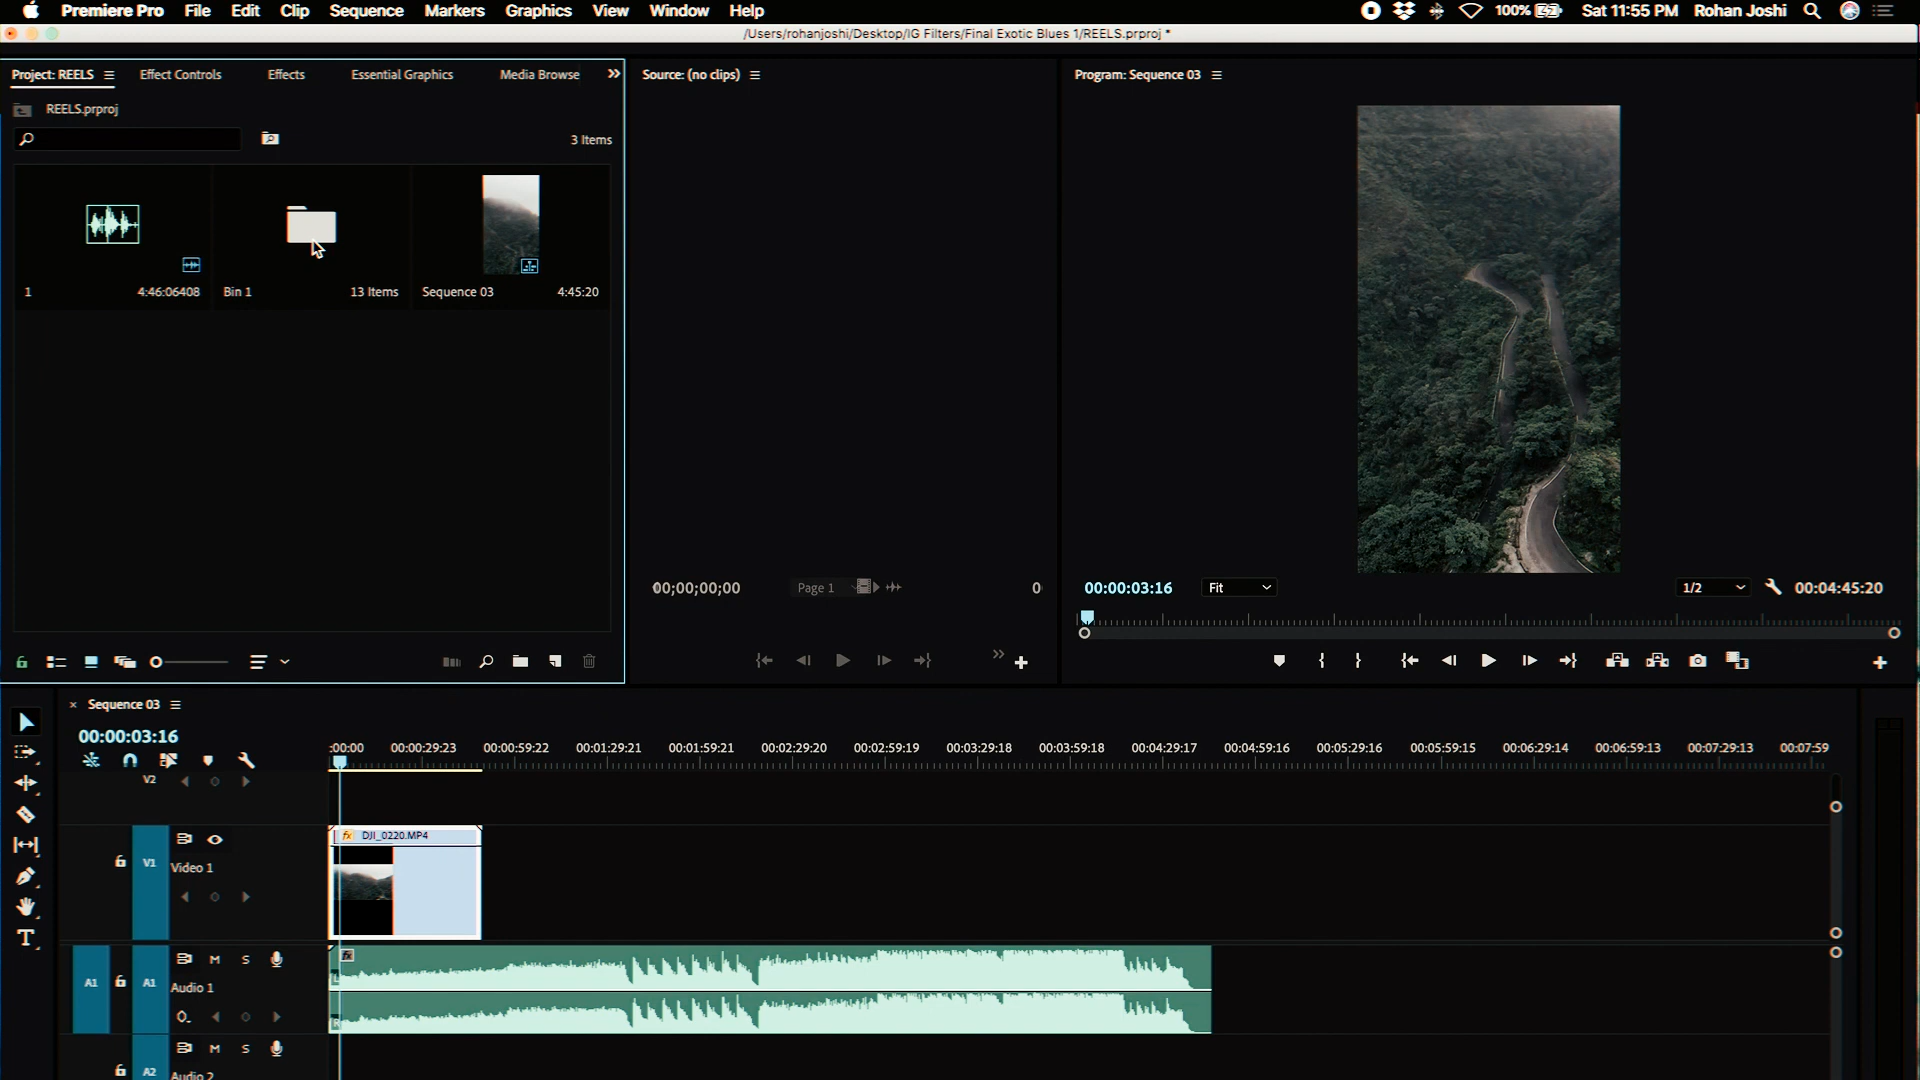 Premiere Pro File Edit Clip Sequence Markers Graphics View Window Help 100% Sat 11:55 PM Rohan Joshi
/Users/rohanjoshi/Desktop/IG Filters/Final Exotic Blues 1/REELS.prproj *
Project: REELS Effect Controls Effects Essential Graphics Media Browse
REELS.prproj
3 Items
1 4:46:06408
Bin 1 13 Items
Sequence 03 4:45:20
Source: (no clips)
00;00;00;00 Page 1 0
Program: Sequence 03
00:00:03:16 Fit 1/2 00:04:45:20
Sequence 03
00:00:03:16
:00:00 00:00:29:23 00:00:59:22 00:01:29:21 00:01:59:21 00:02:29:20 00:02:59:19 00:03:29:18 00:03:59:18 00:04:29:17 00:04:59:16 00:05:29:16 00:05:59:15 00:06:29:14 00:06:59:13 00:07:29:13 00:07:59
V2
fx DJI_0220.MP4
V1 Video 1
A1 A1 M S
Audio 1
fx
L
R
M S
A2 Audio 2
T